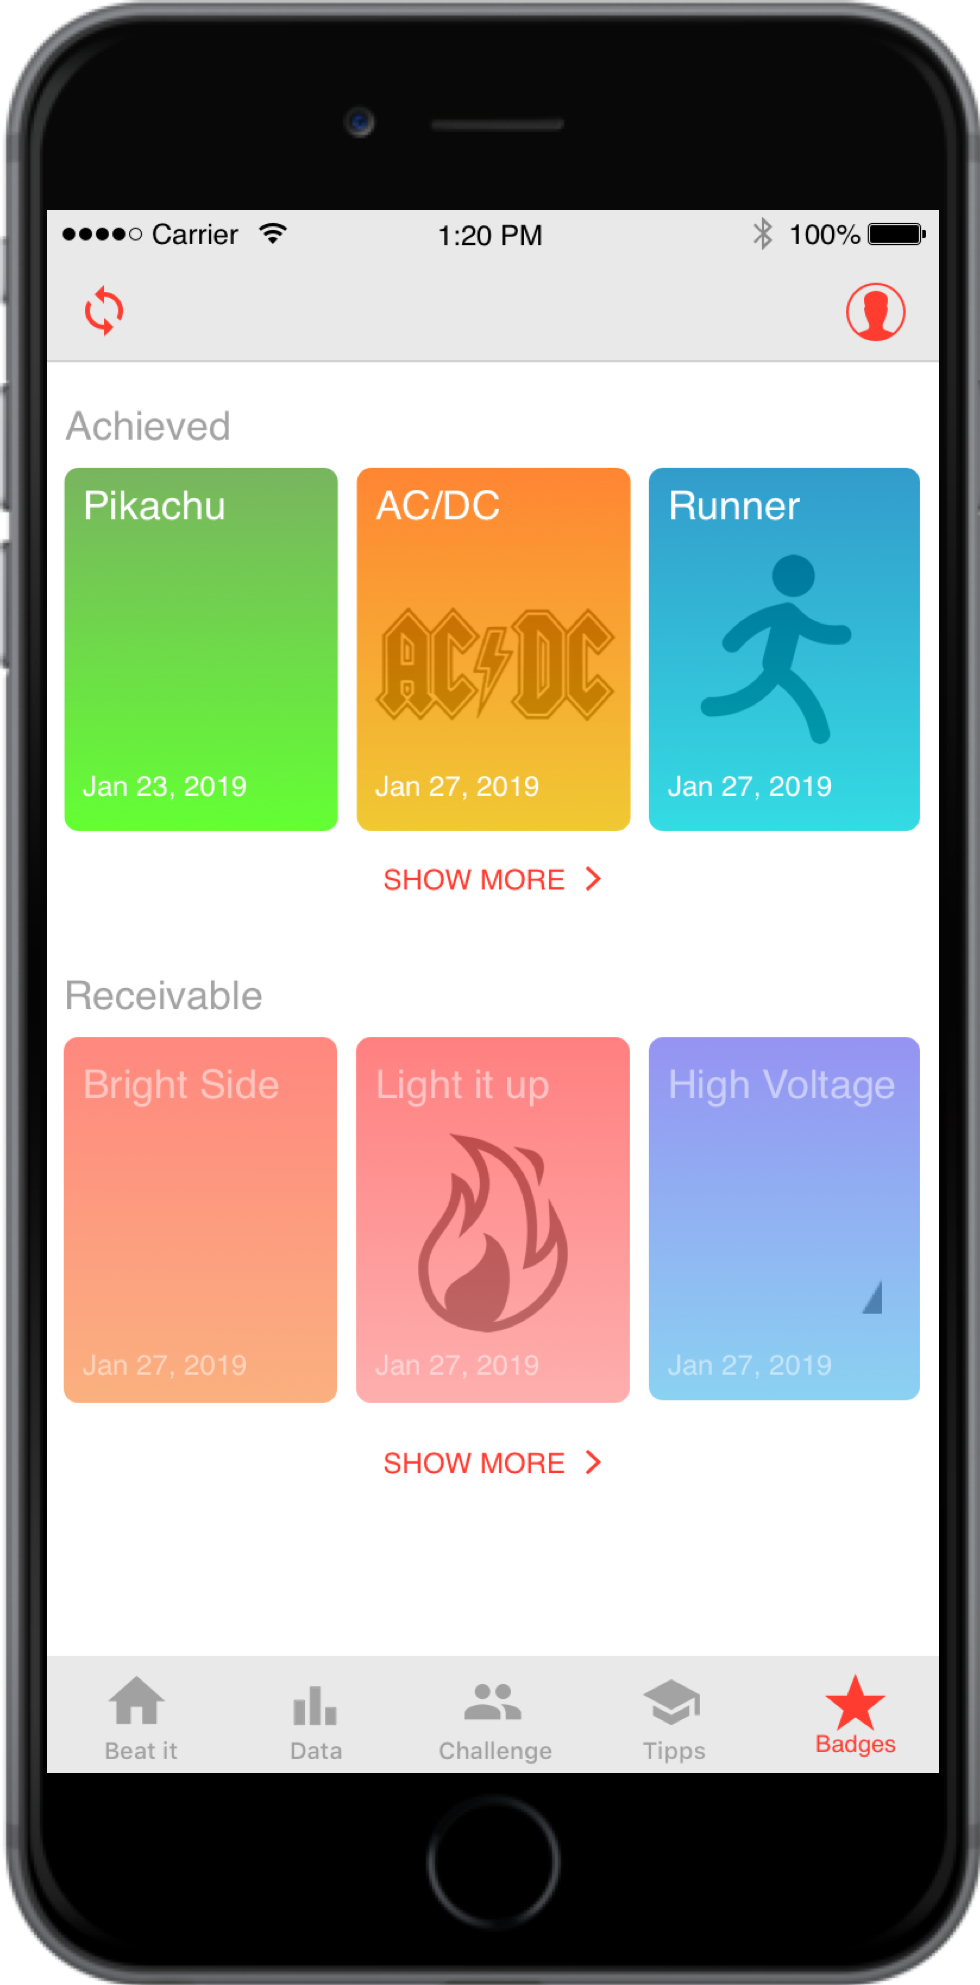 Carrier 1:20 PM 100%
Achieved
Pikachu AC/DC Runner
AC DC
Jan 23, 2019 Jan 27, 2019 Jan 27, 2019
SHOW MORE
Receivable
Bright Side Light it up High Voltage
Jan 27, 2019 Jan 27, 2019 Jan 27, 2019
SHOW MORE
Beat it Data Challenge Tipps Badges